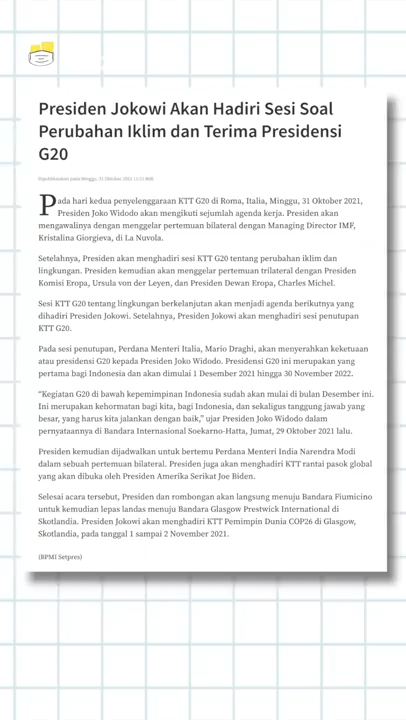 Presiden Jokowi Akan Hadiri Sesi Soal
Perubahan Iklim dan Terima Presidensi
G20
Dipublikasikan pada Minggu, 31 Oktober 2021 11:21 WIB
Pada hari kedua penyelenggaraan KTT G20 di Roma, Italia, Minggu, 31 Oktober 2021,
Presiden Joko Widodo akan mengikuti sejumlah agenda kerja. Presiden akan
mengawalinya dengan menggelar pertemuan bilateral dengan Managing Director IMF,
Kristalina Giorgieva, di La Nuvola.
Setelahnya, Presiden akan menghadiri sesi KTT G20 tentang perubahan iklim dan
lingkungan. Presiden kemudian akan menggelar pertemuan trilateral dengan Presiden
Komisi Eropa, Ursula von der Leyen, dan Presiden Dewan Eropa, Charles Michel.
Sesi KTT G20 tentang lingkungan berkelanjutan akan menjadi agenda berikutnya yang
dihadiri Presiden Jokowi. Setelahnya, Presiden Jokowi akan menghadiri sesi penutupan
KTT G20.
Pada sesi penutupan, Perdana Menteri Italia, Mario Draghi, akan menyerahkan keketuaan
atau presidensi G20 kepada Presiden Joko Widodo. Presidensi G20 ini merupakan yang
pertama bagi Indonesia dan akan dimulai 1 Desember 2021 hingga 30 November 2022.
“Kegiatan G20 di bawah kepemimpinan Indonesia sudah akan mulai di bulan Desember ini.
Ini merupakan kehormatan bagi kita, bagi Indonesia, dan sekaligus tanggung jawab yang
besar, yang harus kita jalankan dengan baik,” ujar Presiden Joko Widodo dalam
pernyataannya di Bandara Internasional Soekarno-Hatta, Jumat, 29 Oktober 2021 lalu.
Presiden kemudian dijadwalkan untuk bertemu Perdana Menteri India Narendra Modi
dalam sebuah pertemuan bilateral. Presiden juga akan menghadiri KTT rantai pasok global
yang akan dibuka oleh Presiden Amerika Serikat Joe Biden.
Selesai acara tersebut, Presiden dan rombongan akan langsung menuju Bandara Fiumicino
untuk kemudian lepas landas menuju Bandara Glasgow Prestwick International di
Skotlandia. Presiden Jokowi akan menghadiri KTT Pemimpin Dunia COP26 di Glasgow,
Skotlandia, pada tanggal 1 sampai 2 November 2021.
(BPMI Setpres)